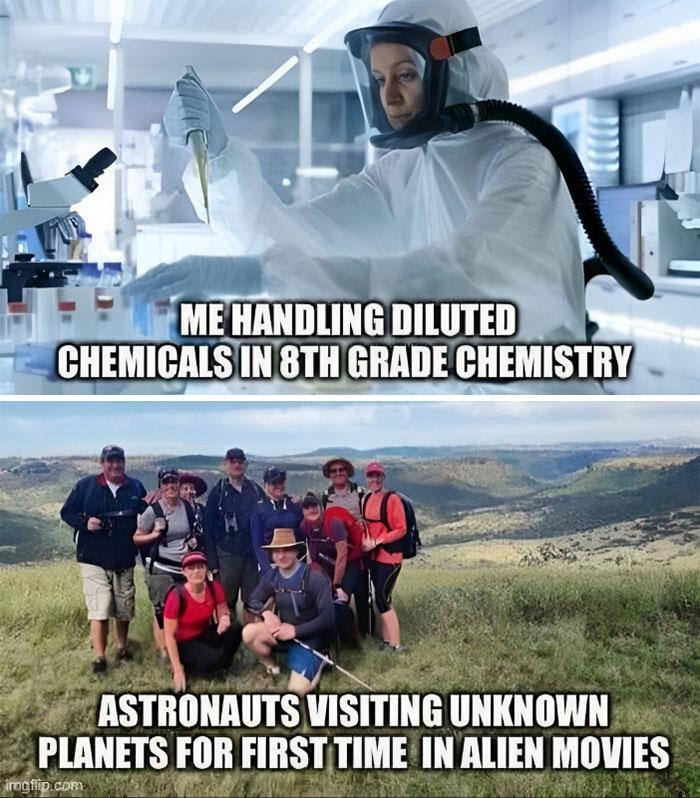 ME HANDLING DILUTED
CHEMICALS IN 8TH GRADE CHEMISTRY
ASTRONAUTS VISITING UNKNOWN
PLANETS FOR FIRST TIME IN ALIEN MOVIES
imgflip.com